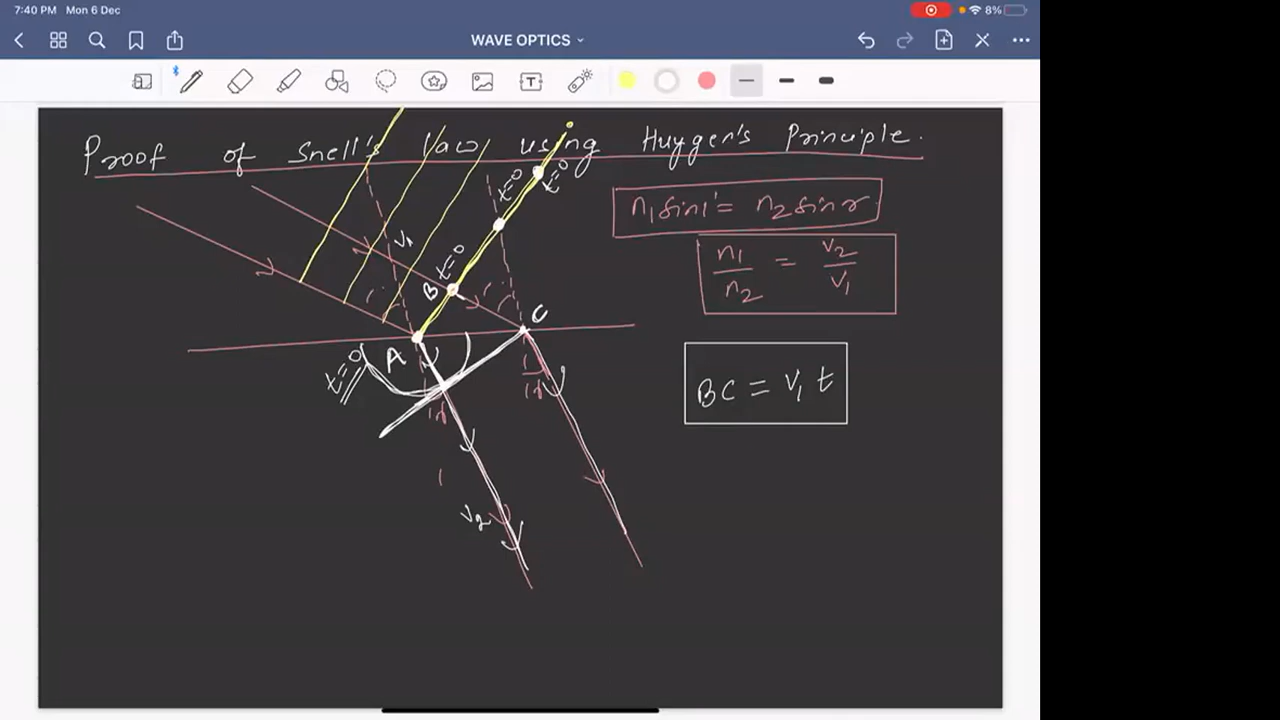 7:40 PM Mon 6 Dec
8%
WAVE OPTICS
T
Proof of Snell's law using Huygen's Principle.
n₁ sin i = n₂ sin r
n₁/n₂ = v₂/v₁
BC = v₁ t
t=0
t=0
t=0
v₁
B
i
i
C
A
t=0
r
r
v₂